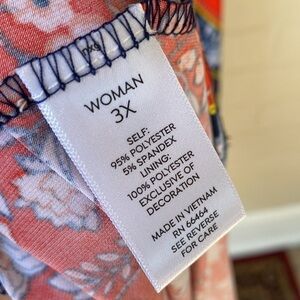 WOMAN
3X
SELF:
95% POLYESTER
5% SPANDEX
LINING:
100% POLYESTER
EXCLUSIVE OF
DECORATION
MADE IN VIETNAM
RN 66464
SEE REVERSE
FOR CARE